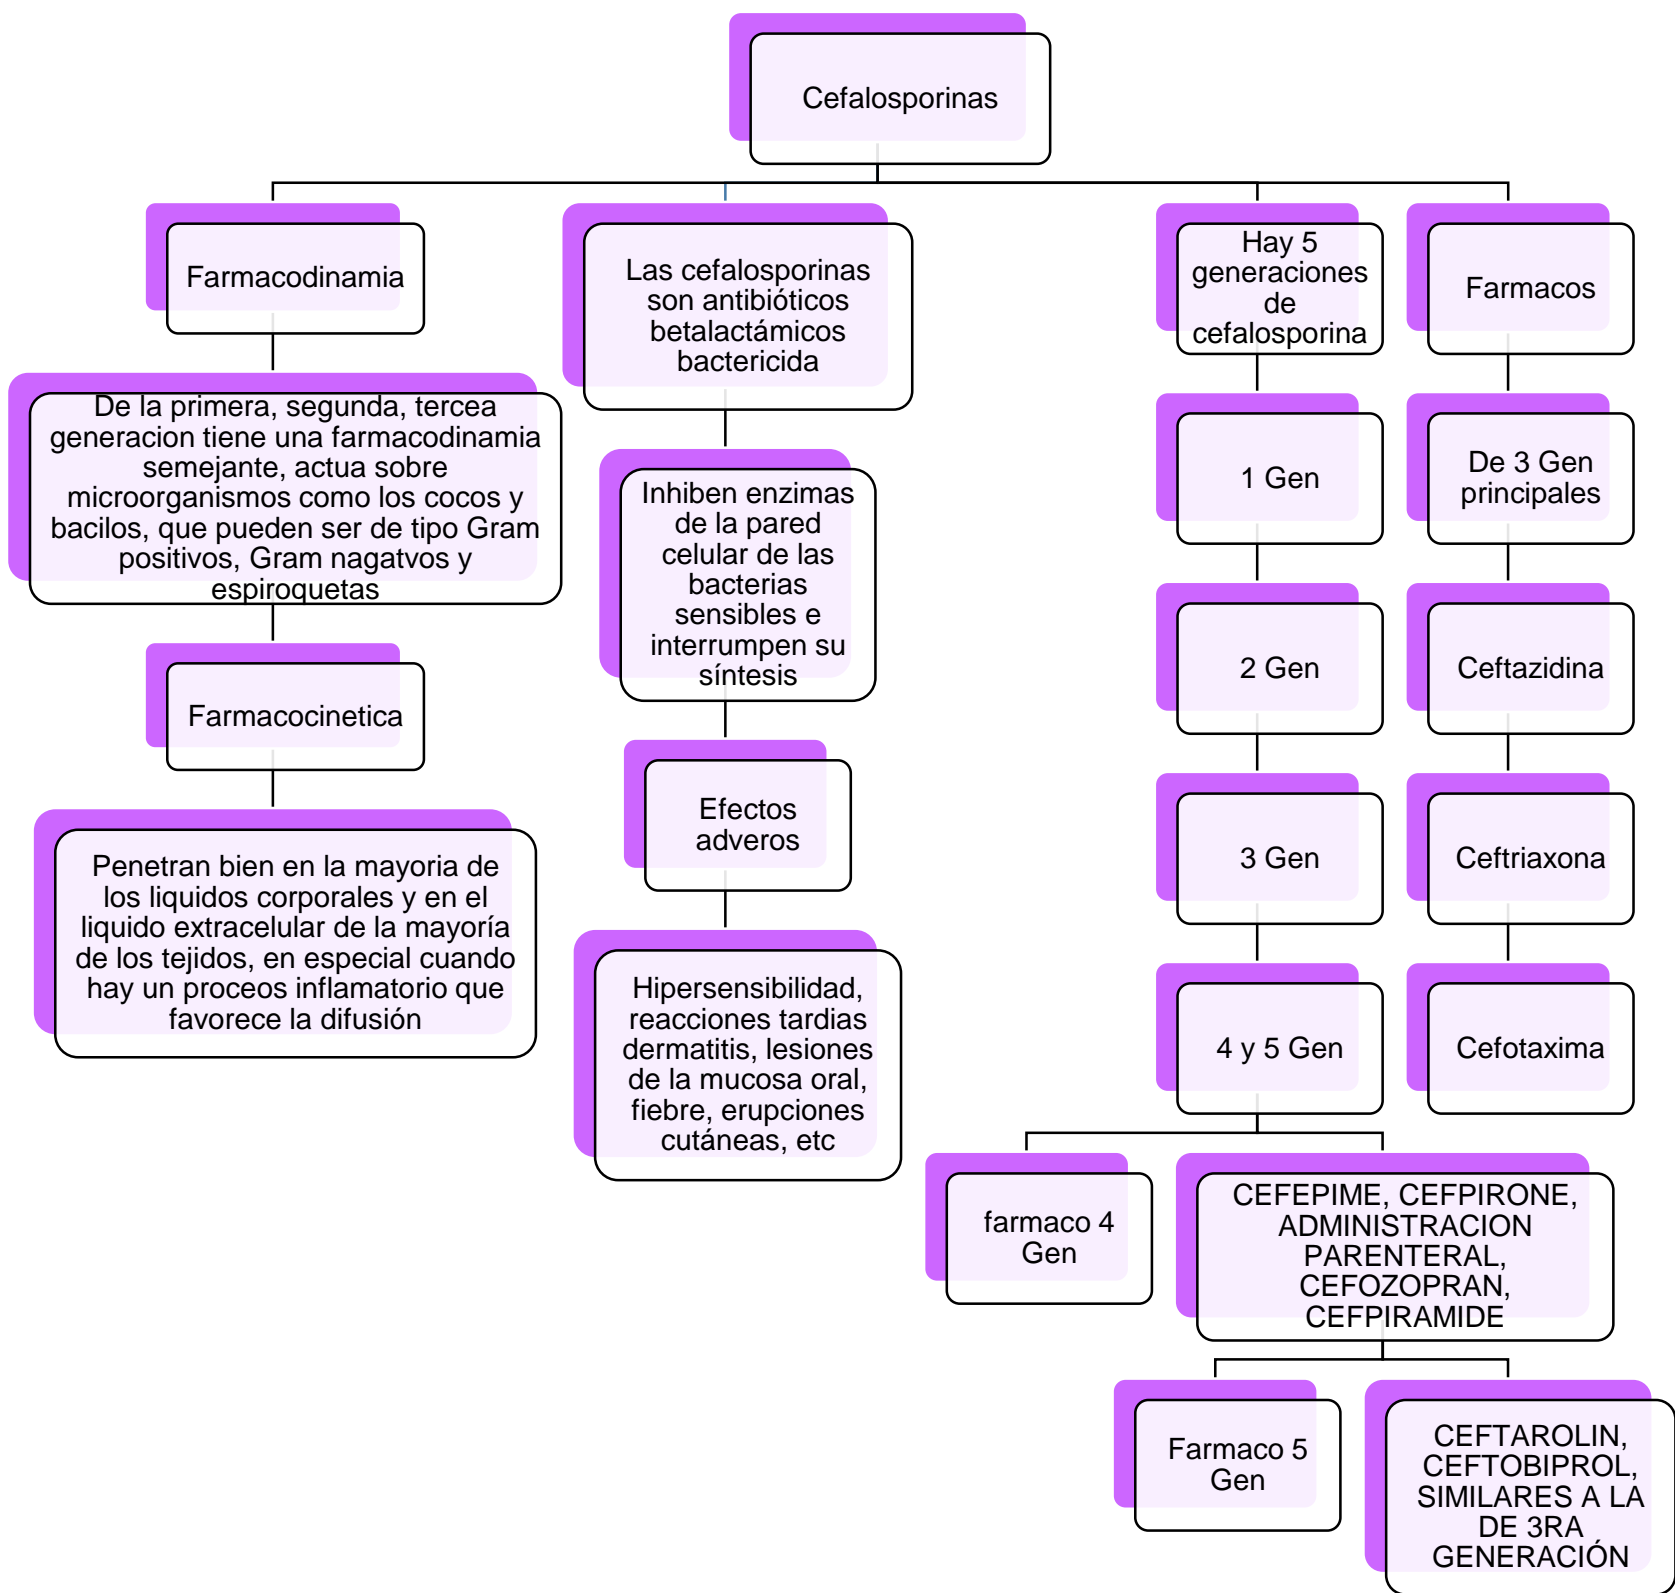 Cefalosporinas
Farmacodinamia
De la primera, segunda, tercea
generacion tiene una farmacodinamia
semejante, actua sobre
microorganismos como los cocos y
bacilos, que pueden ser de tipo Gram
positivos, Gram nagatvos y
espiroquetas
Farmacocinetica
Penetran bien en la mayoria de
los liquidos corporales y en el
liquido extracelular de la mayoría
de los tejidos, en especial cuando
hay un proceos inflamatorio que
favorece la difusión
Las cefalosporinas
son antibióticos
betalactámicos
bactericida
Inhiben enzimas
de la pared
celular de las
bacterias
sensibles e
interrumpen su
síntesis
Efectos
adveros
Hipersensibilidad,
reacciones tardias
dermatitis, lesiones
de la mucosa oral,
fiebre, erupciones
cutáneas, etc
Hay 5
generaciones
de
cefalosporina
1 Gen
2 Gen
3 Gen
4 y 5 Gen
farmaco 4
Gen
CEFEPIME, CEFPIRONE,
ADMINISTRACION
PARENTERAL,
CEFOZOPRAN,
CEFPIRAMIDE
Farmaco 5
Gen
CEFTAROLIN,
CEFTOBIPROL,
SIMILARES A LA
DE 3RA
GENERACIÓN
Farmacos
De 3 Gen
principales
Ceftazidina
Ceftriaxona
Cefotaxima